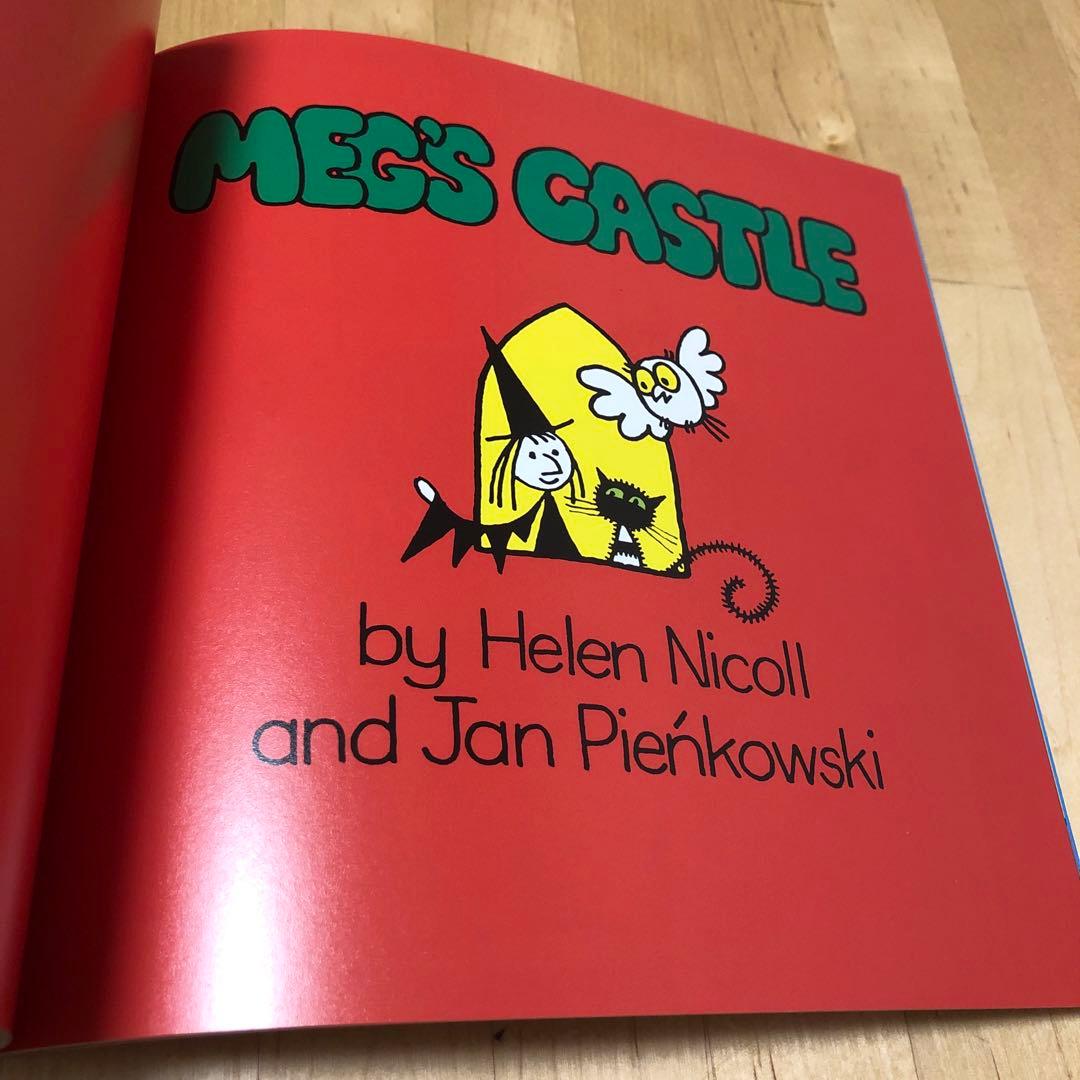 MEG'S CASTLE
by Helen Nicoll
and Jan Pieńkowski